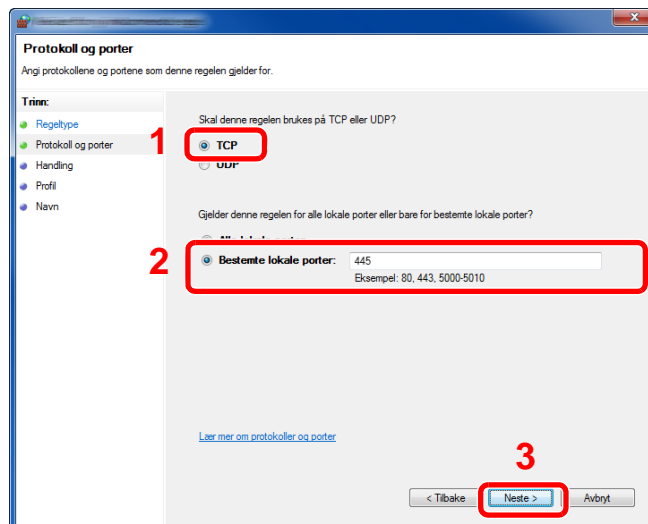 Protokoll og porter
Angi protokollene og portene som denne regelen gjelder for.
Trinn:
Regeltype
Protokoll og porter
Handling
Profil
Navn
Skal denne regelen brukes på TCP eller UDP?
1
TCP
UDP
Gjelder denne regelen for alle lokale porter eller bare for bestemte lokale porter?
2
Bestemte lokale porter: 445
Eksempel: 80, 443, 5000-5010
Lær mer om protokoller og porter
3
< Tilbake Neste > Avbryt